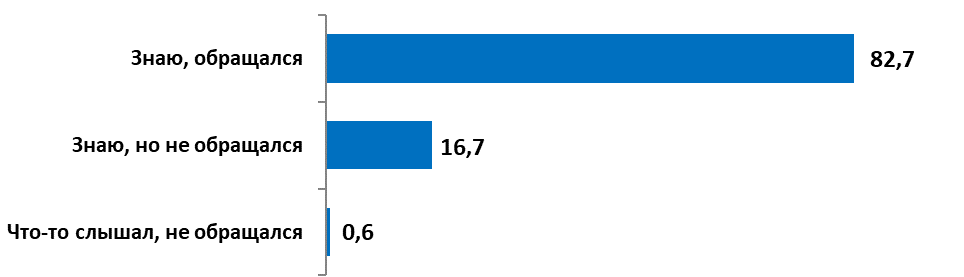 Знаю, обращался 82,7
Знаю, но не обращался 16,7
Что-то слышал, не обращался 0,6